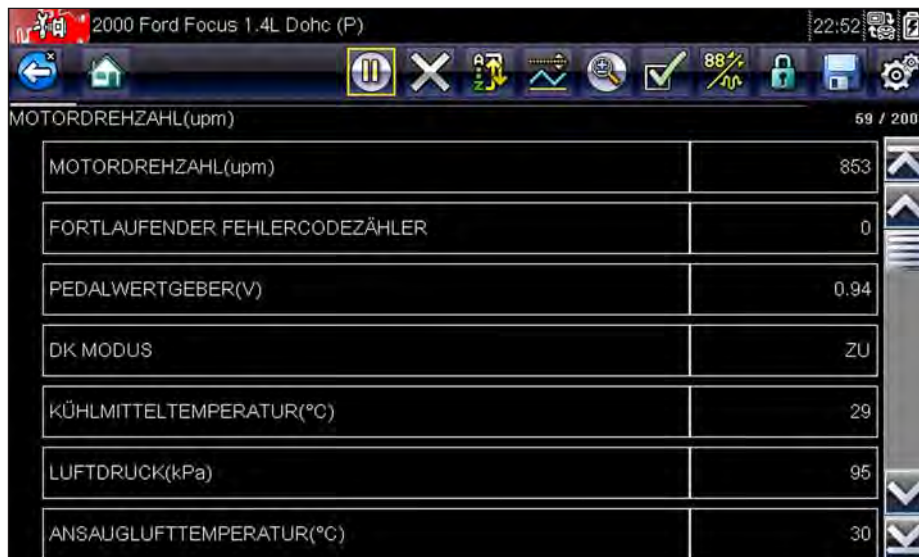 2000 Ford Focus 1.4L Dohc (P)
22:52
MOTORDREHZAHL(upm)
59 / 200
MOTORDREHZAHL(upm)
853
FORTLAUFENDER FEHLERCODEZÄHLER
0
PEDALWERTGEBER(V)
0.94
DK MODUS
ZU
KÜHLMITTELTEMPERATUR(°C)
29
LUFTDRUCK(kPa)
95
ANSAUGLUFTTEMPERATUR(°C)
30